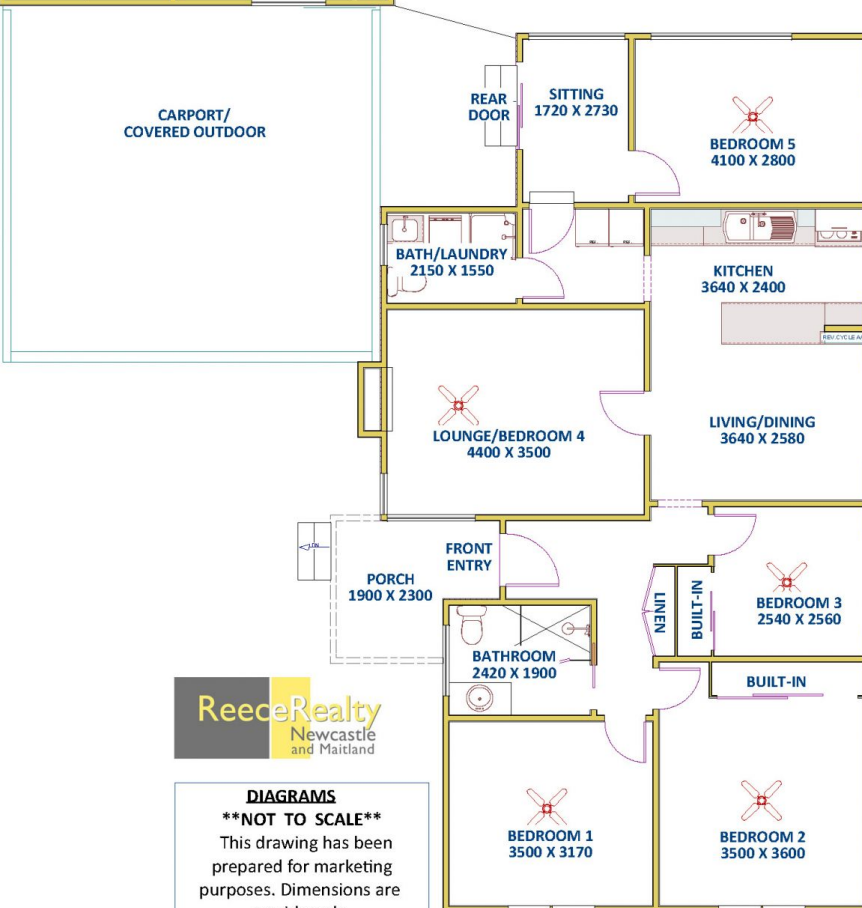 CARPORT/
COVERED OUTDOOR
REAR
DOOR
SITTING
1720 X 2730
BEDROOM 5
4100 X 2800
BATH/LAUNDRY
2150 X 1550
KITCHEN
3640 X 2400
REV.CYCLE A
LOUNGE/BEDROOM 4
4400 X 3500
LIVING/DINING
3640 X 2580
FRONT
ENTRY
PORCH
1900 X 2300
LINEN
BUILT-IN
BEDROOM 3
2540 X 2560
BATHROOM
2420 X 1900
BUILT-IN
ReeceRealty
Newcastle
and Maitland
BEDROOM 1
3500 X 3170
BEDROOM 2
3500 X 3600
DIAGRAMS
**NOT TO SCALE**
This drawing has been
prepared for marketing
purposes. Dimensions are